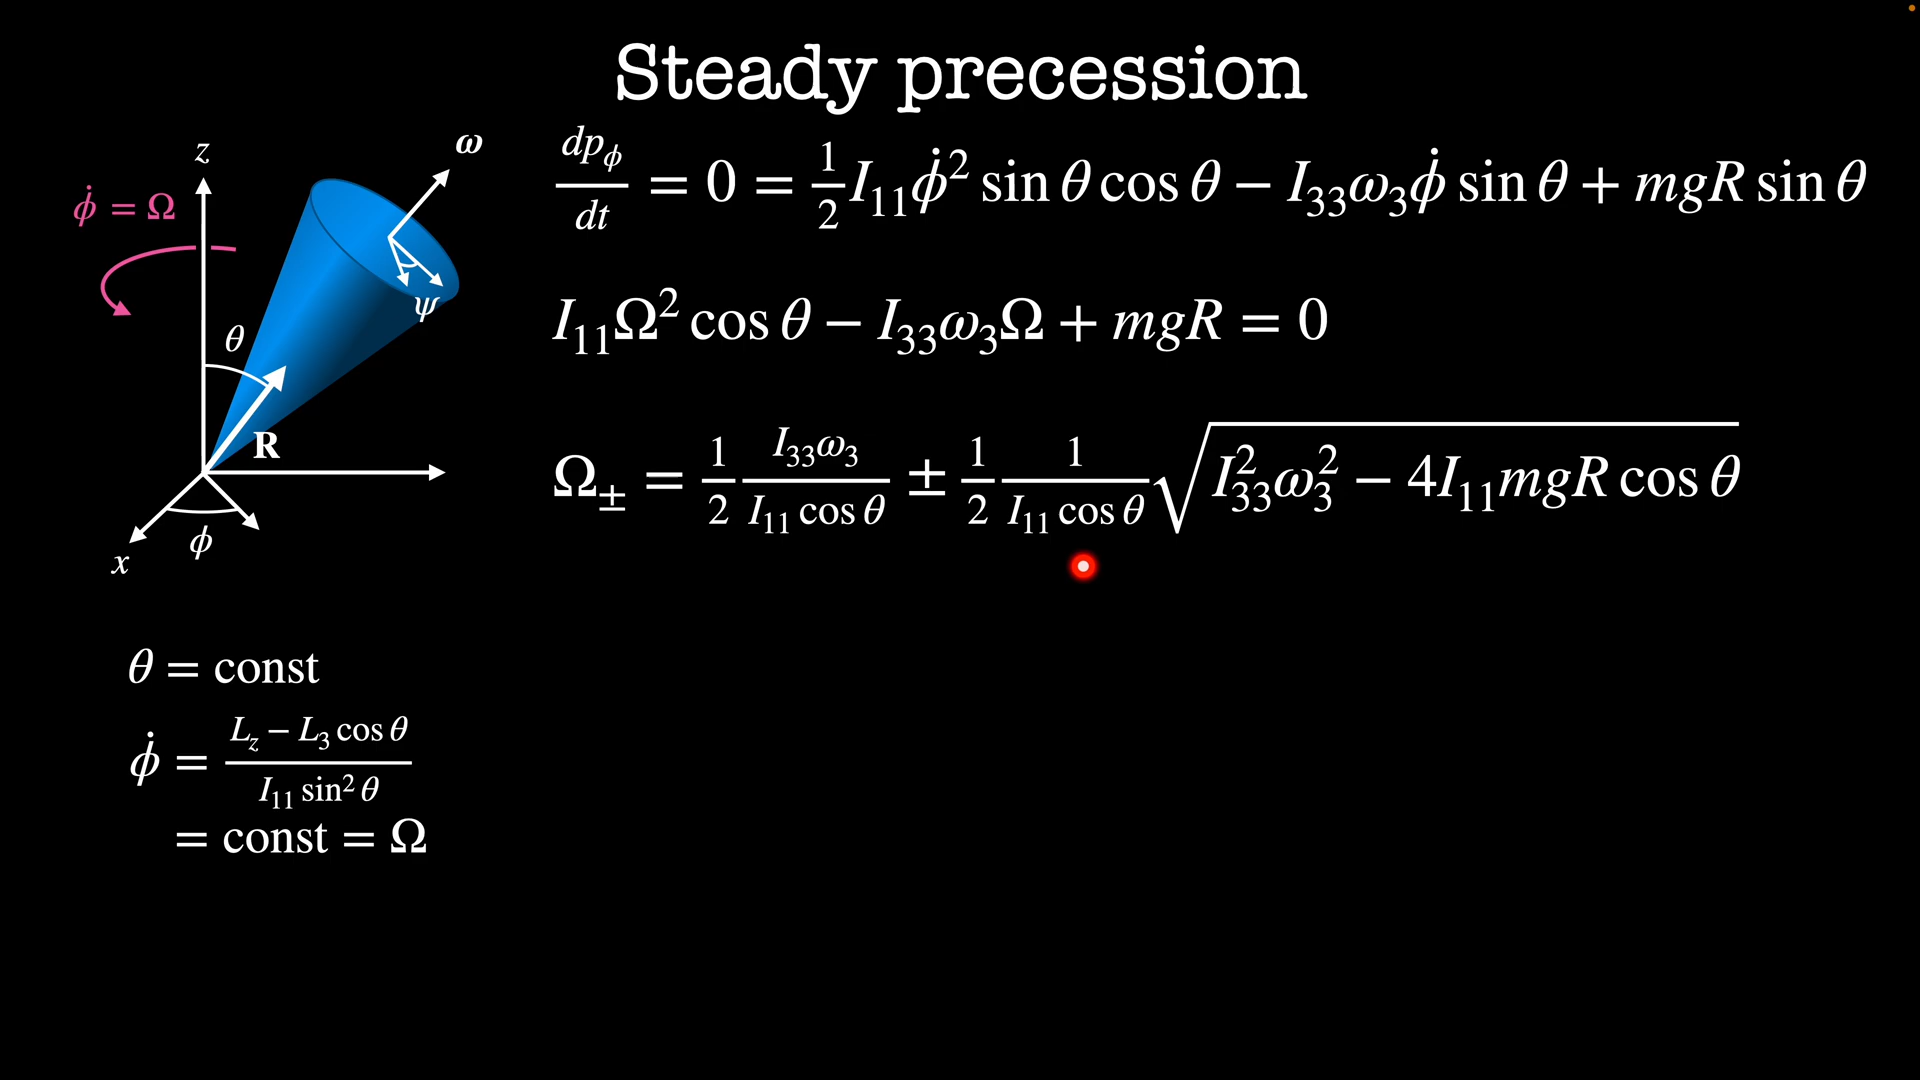 Steady precession
z
ω
ϕ̇ = Ω
ψ
θ
R
ϕ
x
dp_ϕ/dt = 0 = 1/2 I₁₁ϕ̇² sin θ cos θ − I₃₃ω₃ϕ̇ sin θ + mgR sin θ
I₁₁Ω² cos θ − I₃₃ω₃Ω + mgR = 0
Ω± = 1/2 I₃₃ω₃/(I₁₁ cos θ) ± 1/2 1/(I₁₁ cos θ) √(I₃₃²ω₃² − 4I₁₁mgR cos θ)
θ = const
ϕ̇ = (L_z − L₃ cos θ)/(I₁₁ sin² θ)
= const = Ω